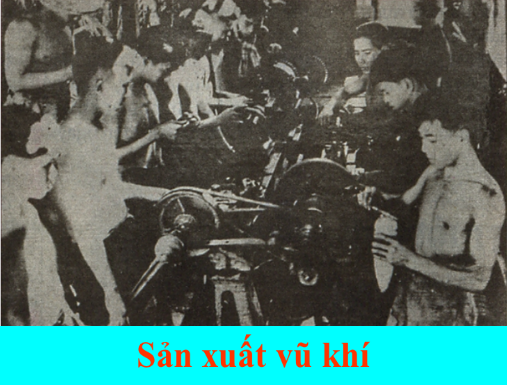 Sản xuất vũ khí